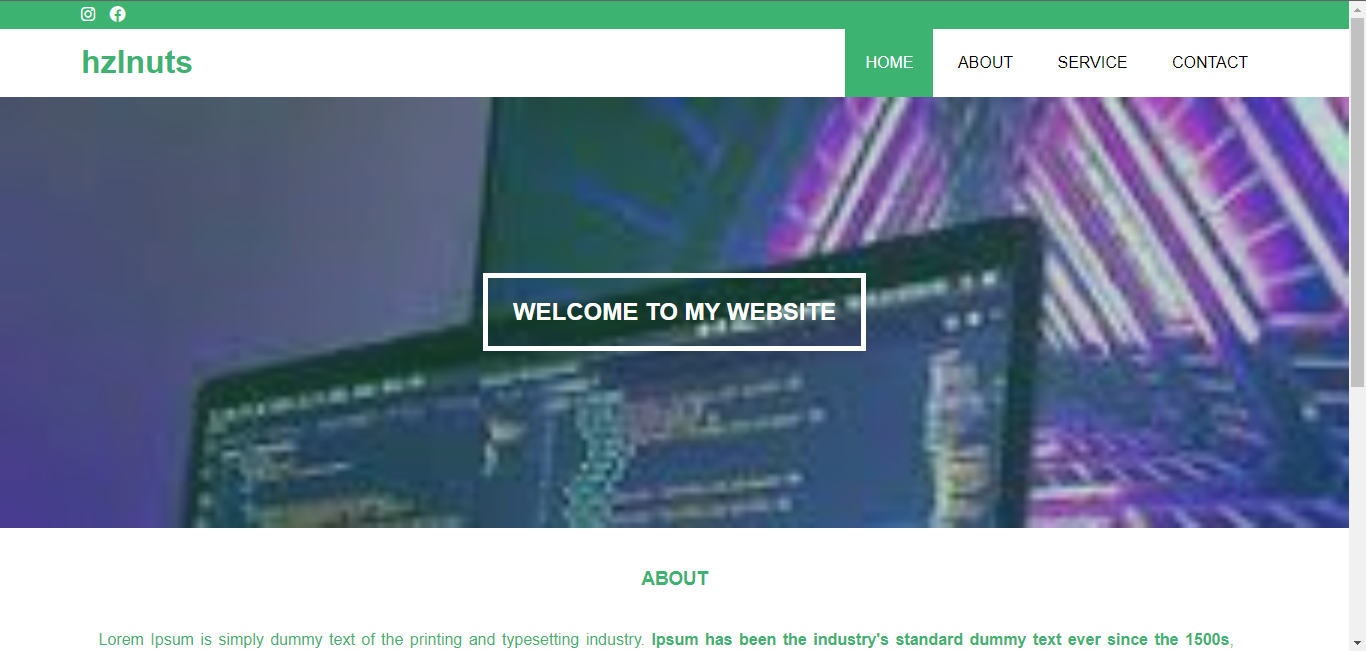 hzlnuts
HOME ABOUT SERVICE CONTACT
WELCOME TO MY WEBSITE
ABOUT
Lorem Ipsum is simply dummy text of the printing and typesetting industry. Ipsum has been the industry's standard dummy text ever since the 1500s,